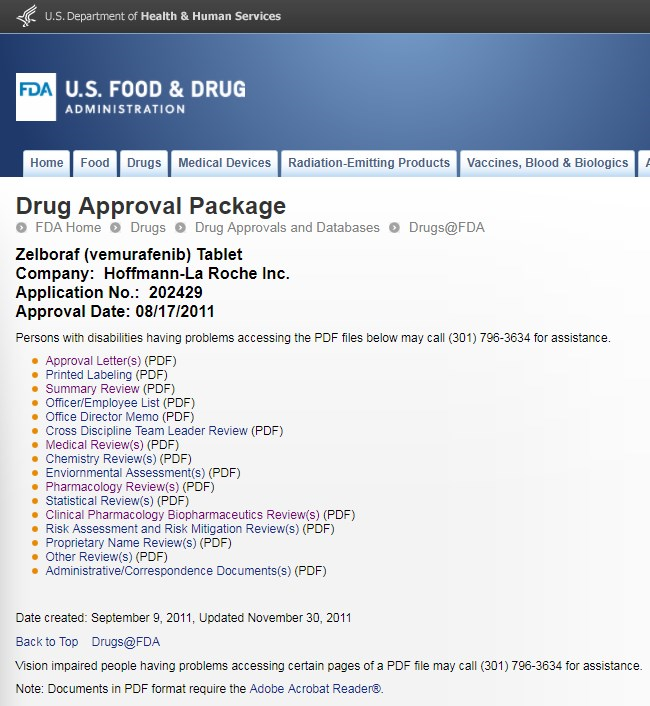 U.S. Department of Health & Human Services
FDA U.S. FOOD & DRUG
ADMINISTRATION
Home Food Drugs Medical Devices Radiation-Emitting Products Vaccines, Blood & Biologics A
Drug Approval Package
FDA Home Drugs Drug Approvals and Databases Drugs@FDA
Zelboraf (vemurafenib) Tablet
Company: Hoffmann-La Roche Inc.
Application No.: 202429
Approval Date: 08/17/2011
Persons with disabilities having problems accessing the PDF files below may call (301) 796-3634 for assistance.
Approval Letter(s) (PDF)
Printed Labeling (PDF)
Summary Review (PDF)
Officer/Employee List (PDF)
Office Director Memo (PDF)
Cross Discipline Team Leader Review (PDF)
Medical Review(s) (PDF)
Chemistry Review(s) (PDF)
Enviornmental Assessment(s) (PDF)
Pharmacology Review(s) (PDF)
Statistical Review(s) (PDF)
Clinical Pharmacology Biopharmaceutics Review(s) (PDF)
Risk Assessment and Risk Mitigation Review(s) (PDF)
Proprietary Name Review(s) (PDF)
Other Review(s) (PDF)
Administrative/Correspondence Documents(s) (PDF)
Date created: September 9, 2011, Updated November 30, 2011
Back to Top Drugs@FDA
Vision impaired people having problems accessing certain pages of a PDF file may call (301) 796-3634 for assistance.
Note: Documents in PDF format require the Adobe Acrobat Reader®.